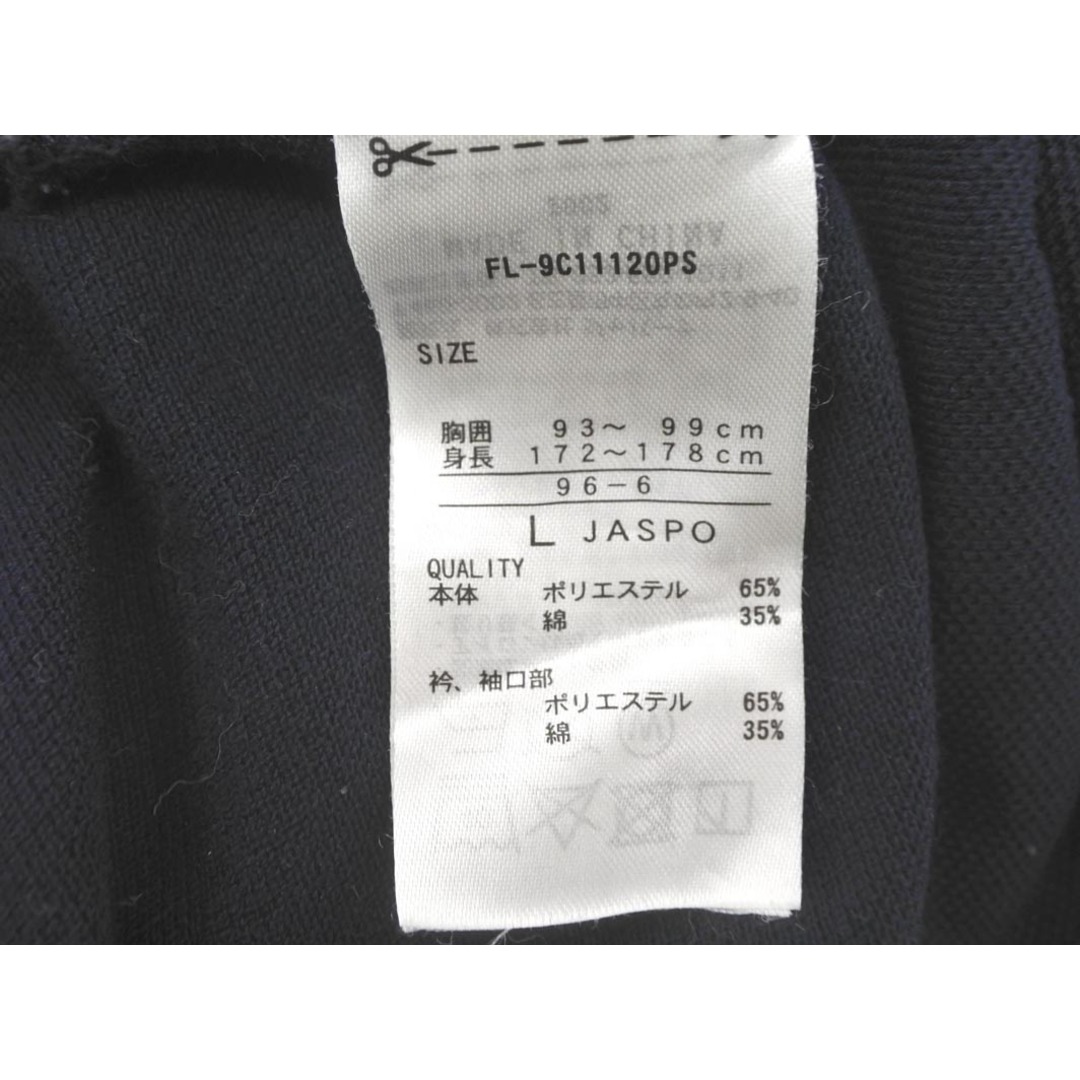 FL-9C11120PS
SIZE
胸囲 93〜 99cm
身長 172〜178cm
96-6
L JASPO
QUALITY
本体 ポリエステル 65%
綿 35%
衿、袖口部
ポリエステル 65%
綿 35%